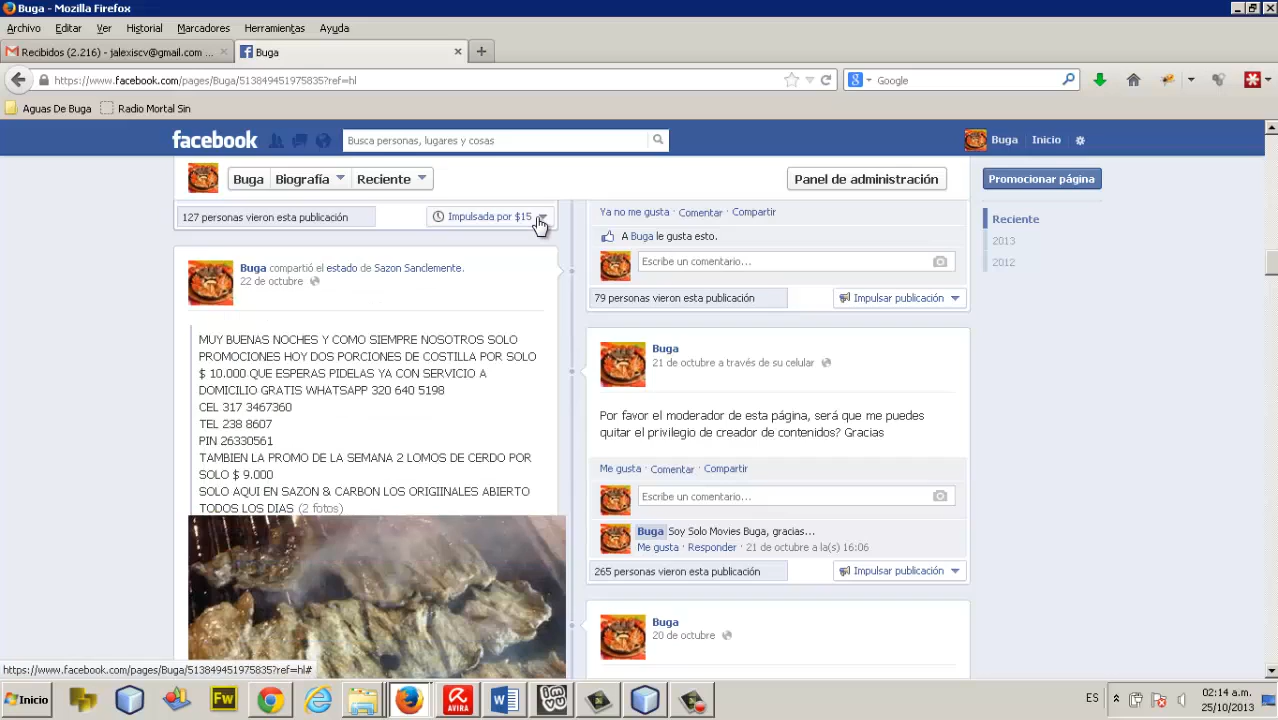 Buga - Mozilla Firefox
Archivo Editar Ver Historial Marcadores Herramientas Ayuda
Recibidos (2.216) - jalexiscv@gmail.com ...
Buga
https://www.facebook.com/pages/Buga/513849451975835?ref=hl
Google
Aguas De Buga
Radio Mortal Sin
facebook
Busca personas, lugares y cosas
Buga Inicio
Buga Biografía Reciente
Panel de administración
Promocionar página
Reciente
2013
2012
127 personas vieron esta publicación
Impulsada por $15
Buga compartió el estado de Sazon Sanclemente.
22 de octubre
MUY BUENAS NOCHES Y COMO SIEMPRE NOSOTROS SOLO
PROMOCIONES HOY DOS PORCIONES DE COSTILLA POR SOLO
$ 10.000 QUE ESPERAS PIDELAS YA CON SERVICIO A
DOMICILIO GRATIS WHATSAPP 320 640 5198
CEL 317 3467360
TEL 238 8607
PIN 26330561
TAMBIEN LA PROMO DE LA SEMANA 2 LOMOS DE CERDO POR
SOLO $ 9.000
SOLO AQUI EN SAZON & CARBON LOS ORIGIINALES ABIERTO
TODOS LOS DIAS (2 fotos)
Ya no me gusta · Comentar · Compartir
A Buga le gusta esto.
Escribe un comentario...
79 personas vieron esta publicación
Impulsar publicación
Buga
21 de octubre a través de su celular
Por favor el moderador de esta página, será que me puedes
quitar el privilegio de creador de contenidos? Gracias
Me gusta · Comentar · Compartir
Escribe un comentario...
Buga Soy Solo Movies Buga, gracias...
Me gusta · Responder · 21 de octubre a la(s) 16:06
265 personas vieron esta publicación
Impulsar publicación
Buga
20 de octubre
https://www.facebook.com/pages/Buga/513849451975835?ref=hl#
Inicio
Fw
AVIRA
W
IMVU
ES
02:14 a.m.
25/10/2013